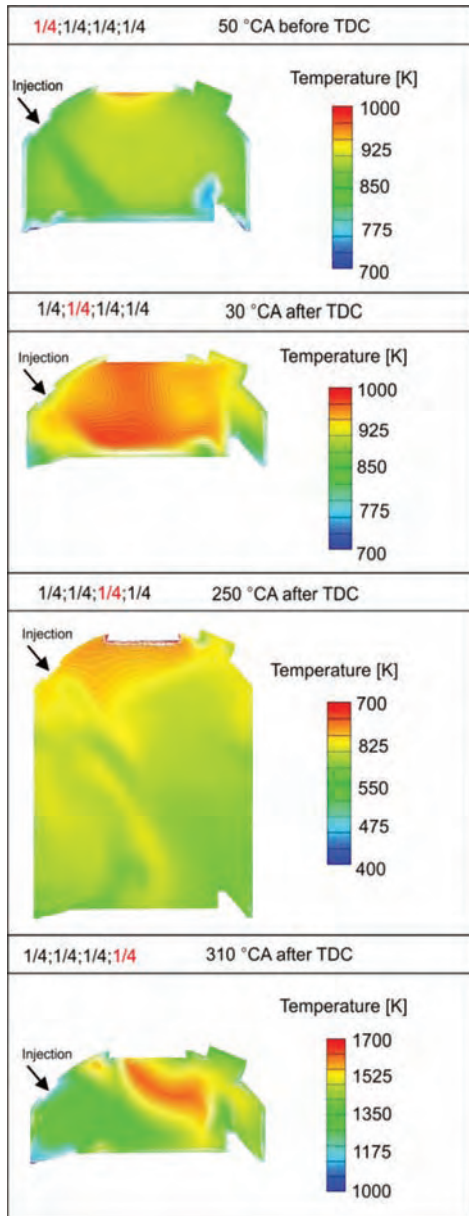 1/4;1/4;1/4;1/4 50 °CA before TDC
Injection
Temperature [K]
1000
925
850
775
700
1/4;1/4;1/4;1/4 30 °CA after TDC
Injection
Temperature [K]
1000
925
850
775
700
1/4;1/4;1/4;1/4 250 °CA after TDC
Injection
Temperature [K]
700
825
550
475
400
1/4;1/4;1/4;1/4 310 °CA after TDC
Injection
Temperature [K]
1700
1525
1350
1175
1000